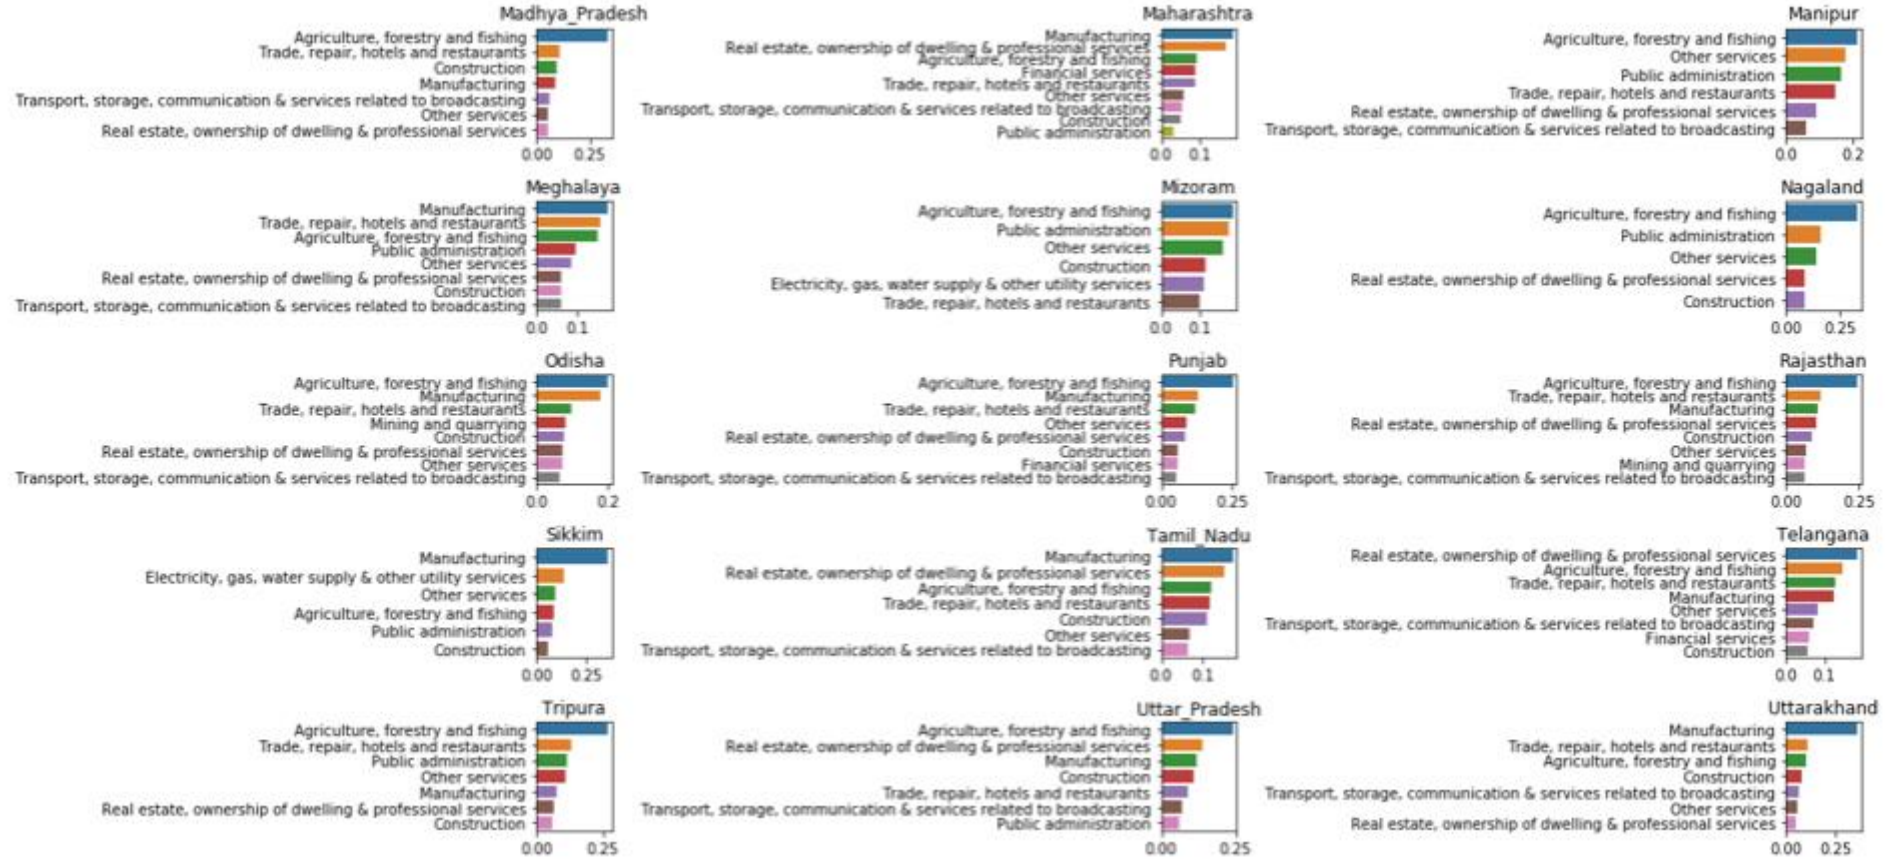 Madhya_Pradesh
Agriculture, forestry and fishing
Trade, repair, hotels and restaurants
Construction
Manufacturing
Transport, storage, communication & services related to broadcasting
Other services
Real estate, ownership of dwelling & professional services
0.00 0.25
Maharashtra
Manufacturing
Real estate, ownership of dwelling & professional services
Agriculture, forestry and fishing
Financial services
Trade, repair, hotels and restaurants
Other services
Transport, storage, communication & services related to broadcasting
Construction
Public administration
0.0 0.1
Manipur
Agriculture, forestry and fishing
Other services
Public administration
Trade, repair, hotels and restaurants
Real estate, ownership of dwelling & professional services
Transport, storage, communication & services related to broadcasting
0.0 0.2
Meghalaya
Manufacturing
Trade, repair, hotels and restaurants
Agriculture, forestry and fishing
Public administration
Other services
Real estate, ownership of dwelling & professional services
Construction
Transport, storage, communication & services related to broadcasting
0.0 0.1
Mizoram
Agriculture, forestry and fishing
Public administration
Other services
Construction
Electricity, gas, water supply & other utility services
Trade, repair, hotels and restaurants
0.0 0.1
Nagaland
Agriculture, forestry and fishing
Public administration
Other services
Real estate, ownership of dwelling & professional services
Construction
0.00 0.25
Odisha
Agriculture, forestry and fishing
Manufacturing
Trade, repair, hotels and restaurants
Mining and quarrying
Construction
Real estate, ownership of dwelling & professional services
Other services
Transport, storage, communication & services related to broadcasting
0.0 0.2
Punjab
Agriculture, forestry and fishing
Manufacturing
Trade, repair, hotels and restaurants
Other services
Real estate, ownership of dwelling & professional services
Construction
Financial services
Transport, storage, communication & services related to broadcasting
0.00 0.25
Rajasthan
Agriculture, forestry and fishing
Trade, repair, hotels and restaurants
Manufacturing
Real estate, ownership of dwelling & professional services
Construction
Other services
Mining and quarrying
Transport, storage, communication & services related to broadcasting
0.00 0.25
Sikkim
Manufacturing
Electricity, gas, water supply & other utility services
Other services
Agriculture, forestry and fishing
Public administration
Construction
0.00 0.25
Tamil_Nadu
Manufacturing
Real estate, ownership of dwelling & professional services
Agriculture, forestry and fishing
Trade, repair, hotels and restaurants
Construction
Other services
Transport, storage, communication & services related to broadcasting
0.0 0.1
Telangana
Real estate, ownership of dwelling & professional services
Agriculture, forestry and fishing
Trade, repair, hotels and restaurants
Manufacturing
Other services
Transport, storage, communication & services related to broadcasting
Financial services
Construction
0.0 0.1
Tripura
Agriculture, forestry and fishing
Trade, repair, hotels and restaurants
Public administration
Other services
Manufacturing
Real estate, ownership of dwelling & professional services
Construction
0.00 0.25
Uttar_Pradesh
Agriculture, forestry and fishing
Real estate, ownership of dwelling & professional services
Manufacturing
Construction
Trade, repair, hotels and restaurants
Transport, storage, communication & services related to broadcasting
Public administration
0.00 0.25
Uttarakhand
Manufacturing
Trade, repair, hotels and restaurants
Agriculture, forestry and fishing
Construction
Transport, storage, communication & services related to broadcasting
Other services
Real estate, ownership of dwelling & professional services
0.00 0.25